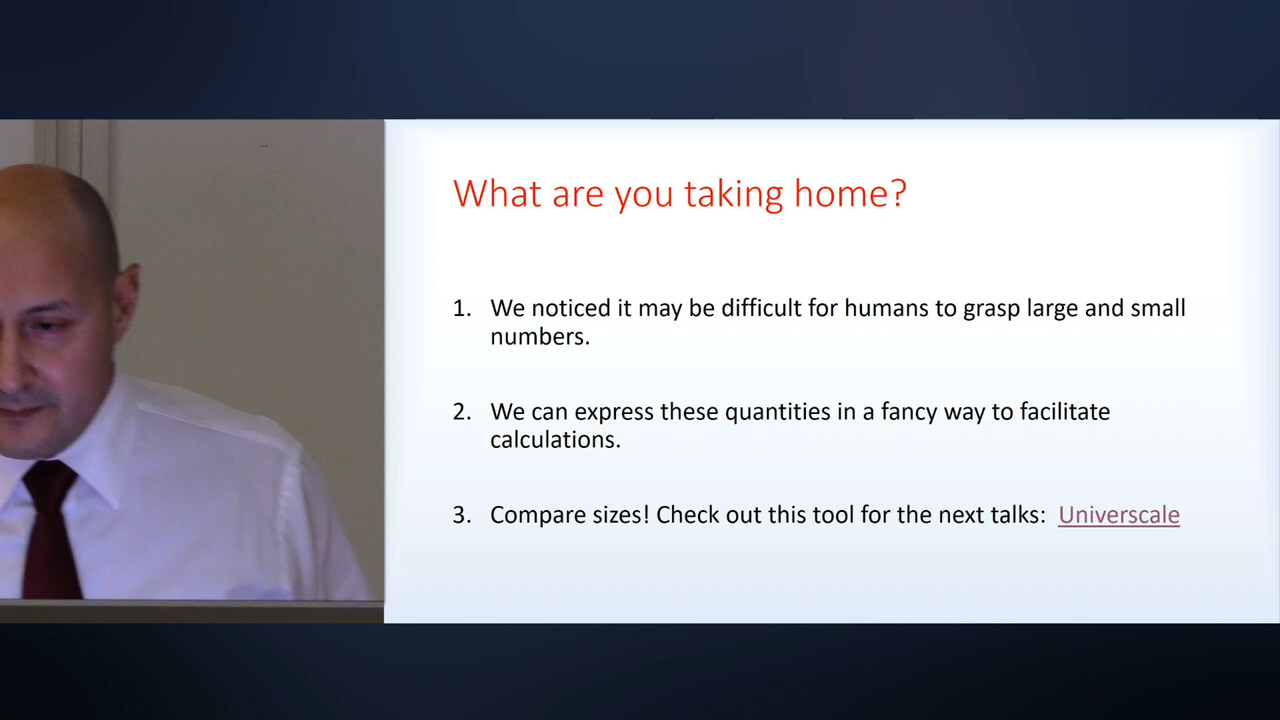 What are you taking home?
1. We noticed it may be difficult for humans to grasp large and small
numbers.
2. We can express these quantities in a fancy way to facilitate
calculations.
3. Compare sizes! Check out this tool for the next talks: Universcale